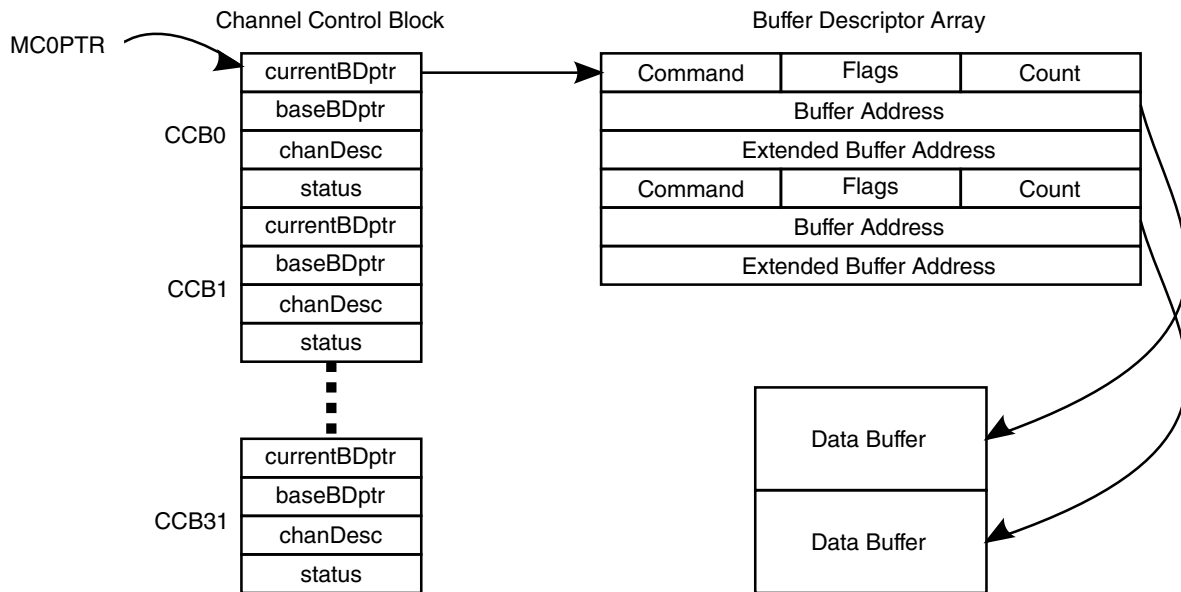 Channel Control Block
Buffer Descriptor Array
MC0PTR
currentBDptr
baseBDptr
CCB0
chanDesc
status
currentBDptr
baseBDptr
CCB1
chanDesc
status
currentBDptr
baseBDptr
CCB31
chanDesc
status
Command Flags Count
Buffer Address
Extended Buffer Address
Command Flags Count
Buffer Address
Extended Buffer Address
Data Buffer
Data Buffer